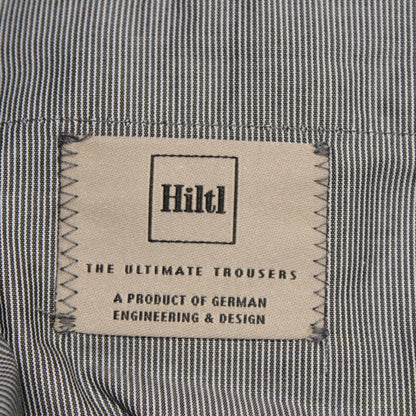 Hiltl
THE ULTIMATE TROUSERS
A PRODUCT OF GERMAN
ENGINEERING & DESIGN